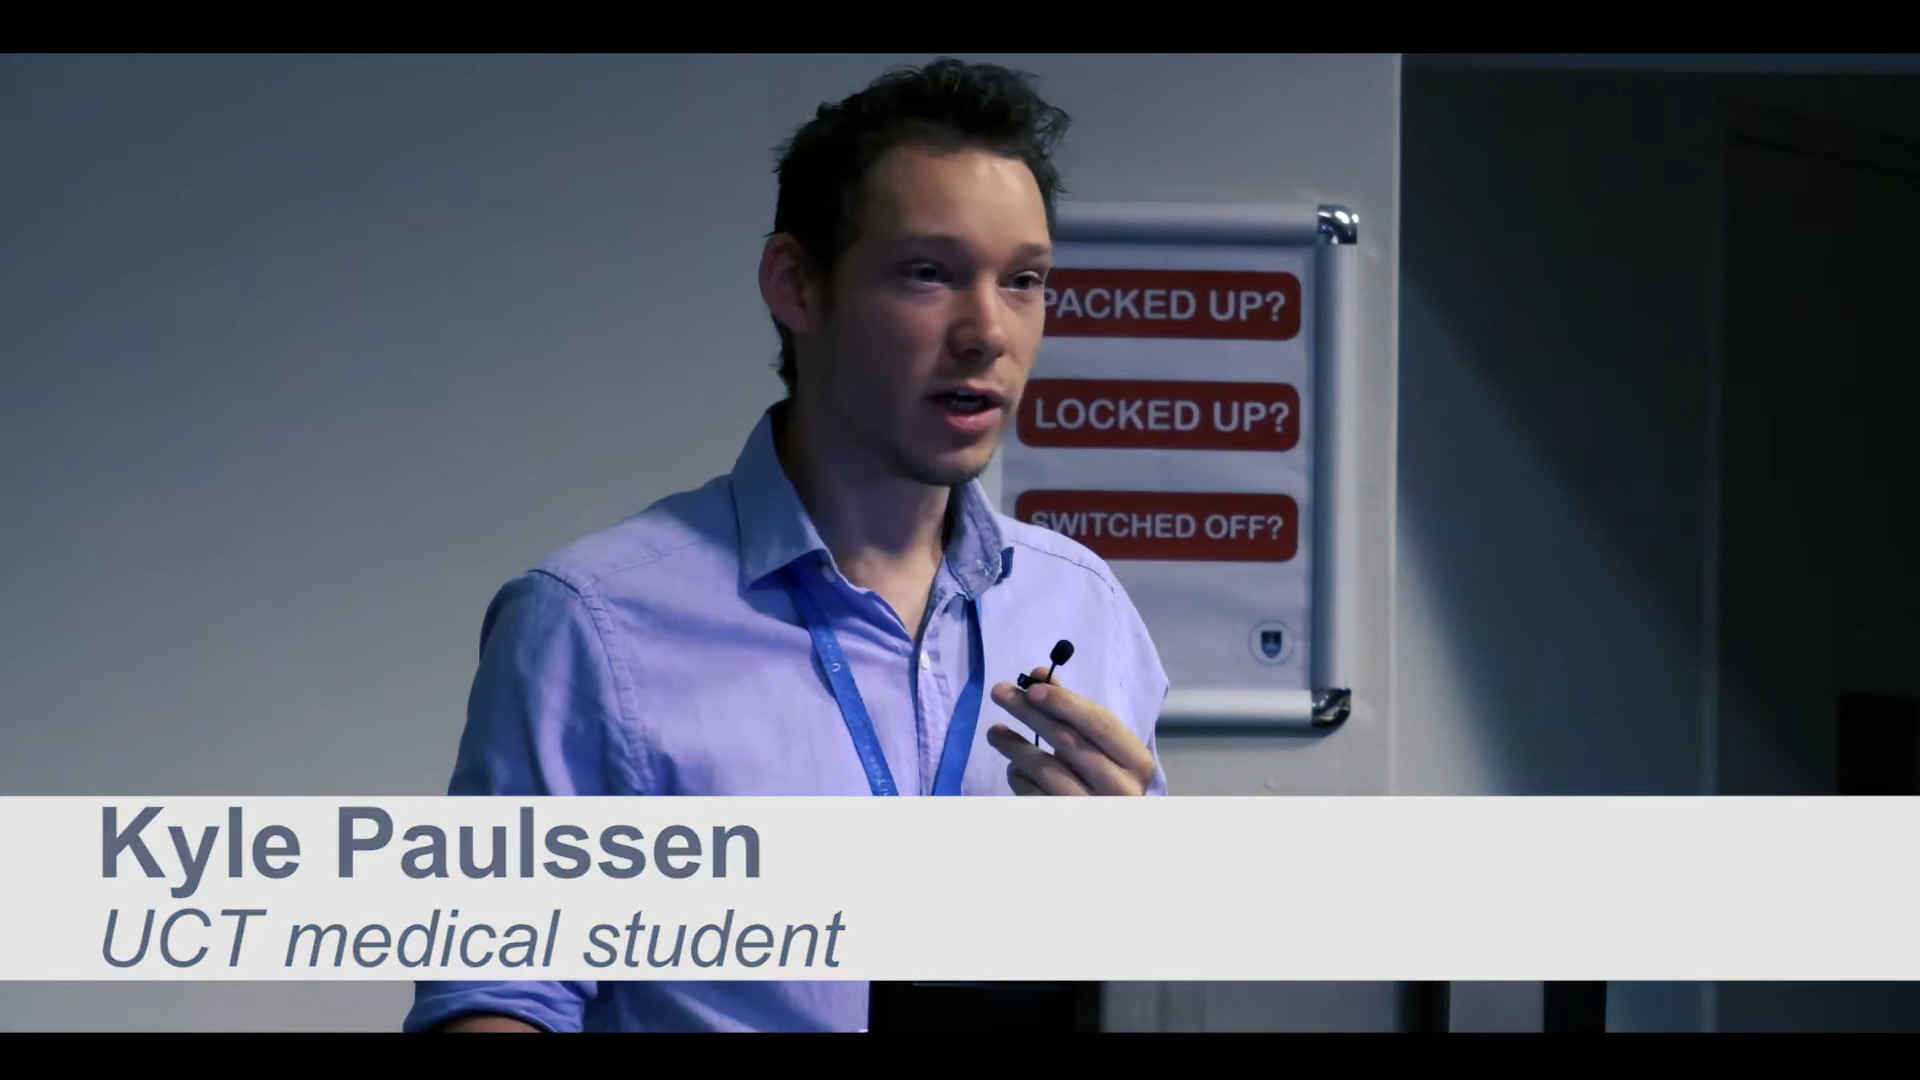 PACKED UP?
LOCKED UP?
SWITCHED OFF?
Kyle Paulssen
UCT medical student